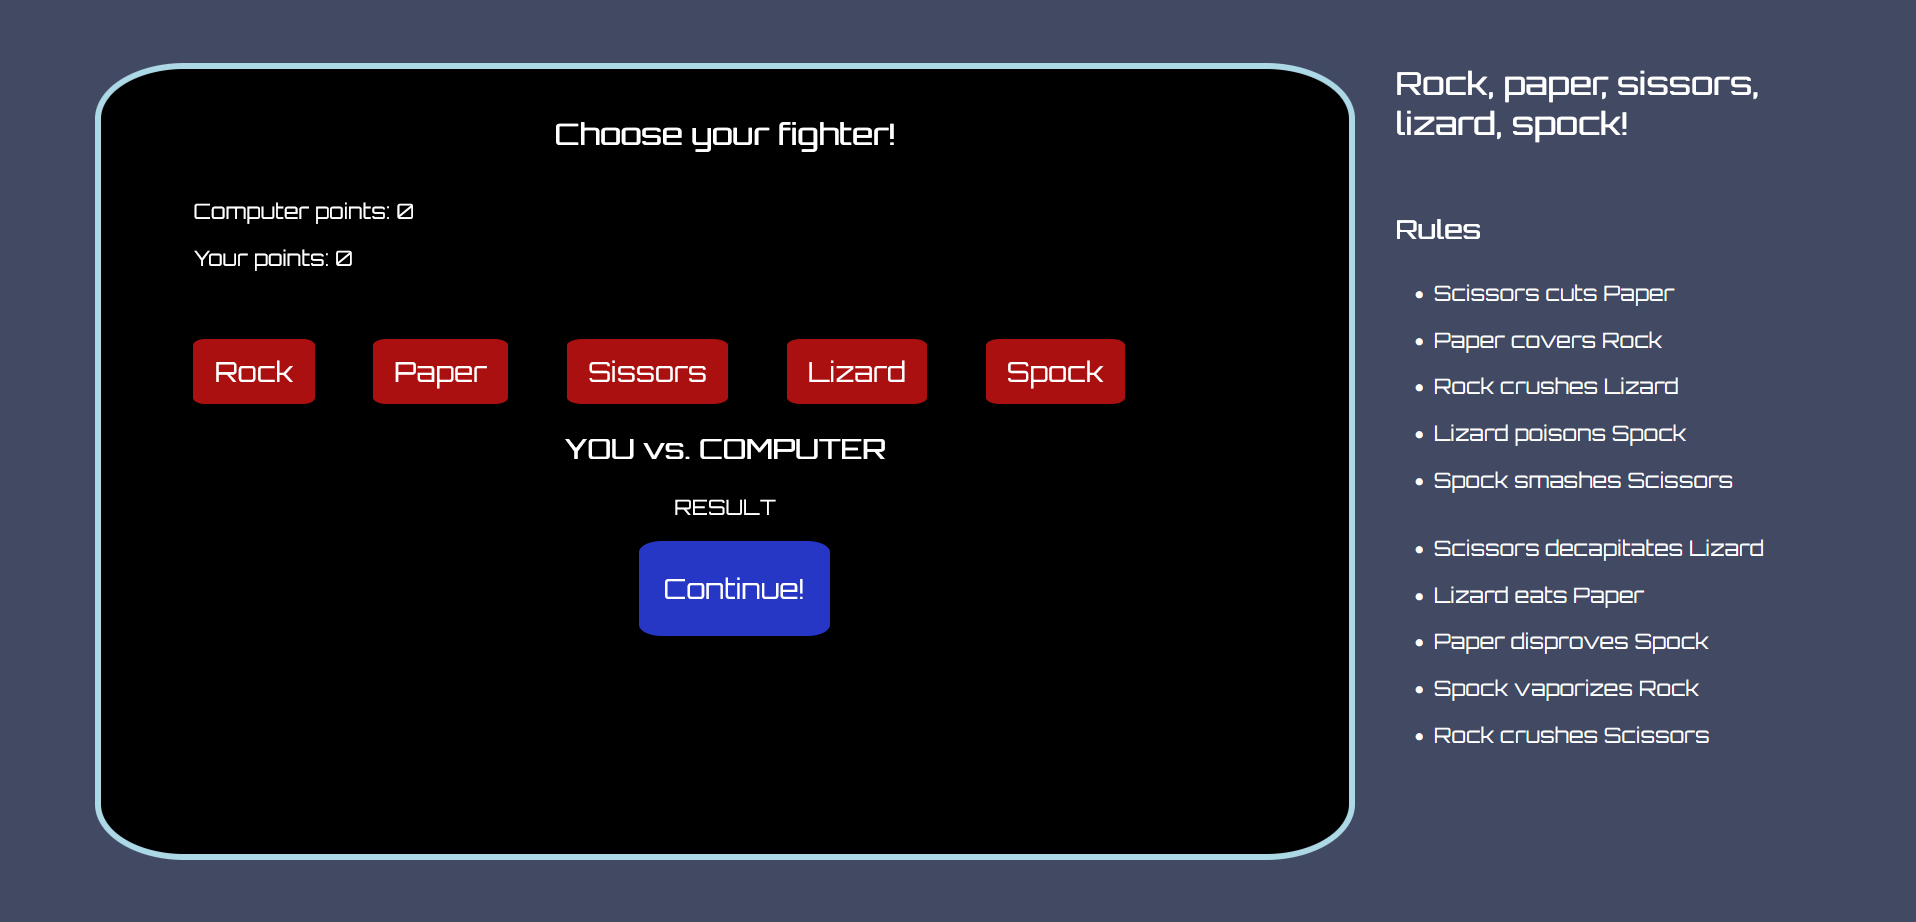 Choose your fighter!
Computer points: 0
Your points: 0
Rock
Paper
Sissors
Lizard
Spock
YOU vs. COMPUTER
RESULT
Continue!
Rock, paper, sissors,
lizard, spock!
Rules
• Scissors cuts Paper
• Paper covers Rock
• Rock crushes Lizard
• Lizard poisons Spock
• Spock smashes Scissors
• Scissors decapitates Lizard
• Lizard eats Paper
• Paper disproves Spock
• Spock vaporizes Rock
• Rock crushes Scissors